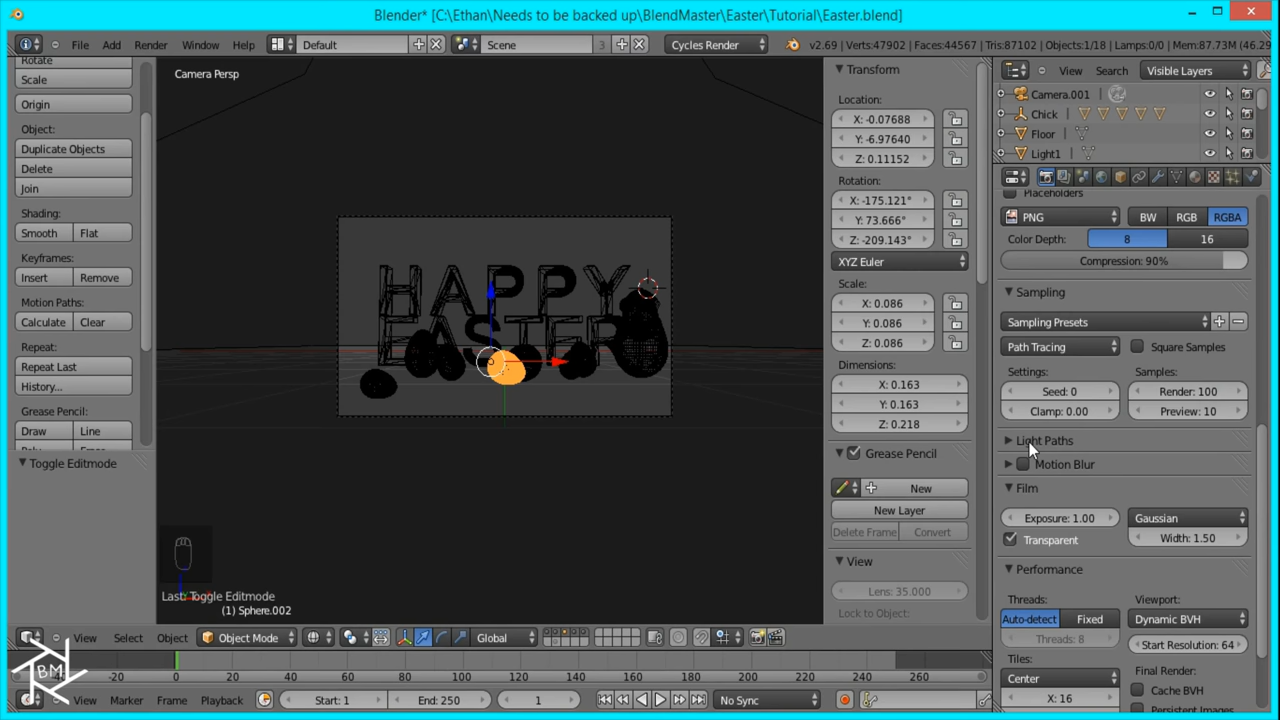 Blender* [C:\Ethan\Needs to be backed up\BlendMaster\Easter\Tutorial\Easter.blend]
File Add Render Window Help Default Scene 3 Cycles Render v2.69 | Verts:47902 | Faces:44567 | Tris:87102 | Objects:1/18 | Lamps:0/0 | Mem:87.73M (46.29
Rotate
Scale
Origin
Object:
Duplicate Objects
Delete
Join
Shading:
Smooth Flat
Keyframes:
Insert Remove
Motion Paths:
Calculate Clear
Repeat:
Repeat Last
History...
Grease Pencil:
Draw Line
Toggle Editmode
Camera Persp
HAPPY
EASTER
Last: Toggle Editmode
(1) Sphere.002
Transform
Location:
X: -0.07688
Y: -6.97640
Z: 0.11152
Rotation:
X: -175.121°
Y: 73.666°
Z: -209.143°
XYZ Euler
Scale:
X: 0.086
Y: 0.086
Z: 0.086
Dimensions:
X: 0.163
Y: 0.163
Z: 0.218
Grease Pencil
New
New Layer
Delete Frame Convert
View
Lens: 35.000
Lock to Object:
View Search Visible Layers
Camera.001
Chick
Floor
Light1
Placeholders
PNG BW RGB RGBA
Color Depth: 8 16
Compression: 90%
Sampling
Sampling Presets
Path Tracing Square Samples
Settings: Samples:
Seed: 0 Render: 100
Clamp: 0.00 Preview: 10
Light Paths
Motion Blur
Film
Exposure: 1.00 Gaussian
Transparent Width: 1.50
Performance
Threads: Viewport:
Auto-detect Fixed Dynamic BVH
Threads: 8 Start Resolution: 64
Tiles: Final Render:
Center Cache BVH
X: 16 Persistent Images
View Select Object Object Mode Global
-20 0 20 40 60 80 100 120 140 160 180 200 220 240 260
BM
View Marker Frame Playback Start: 1 End: 250 1 No Sync